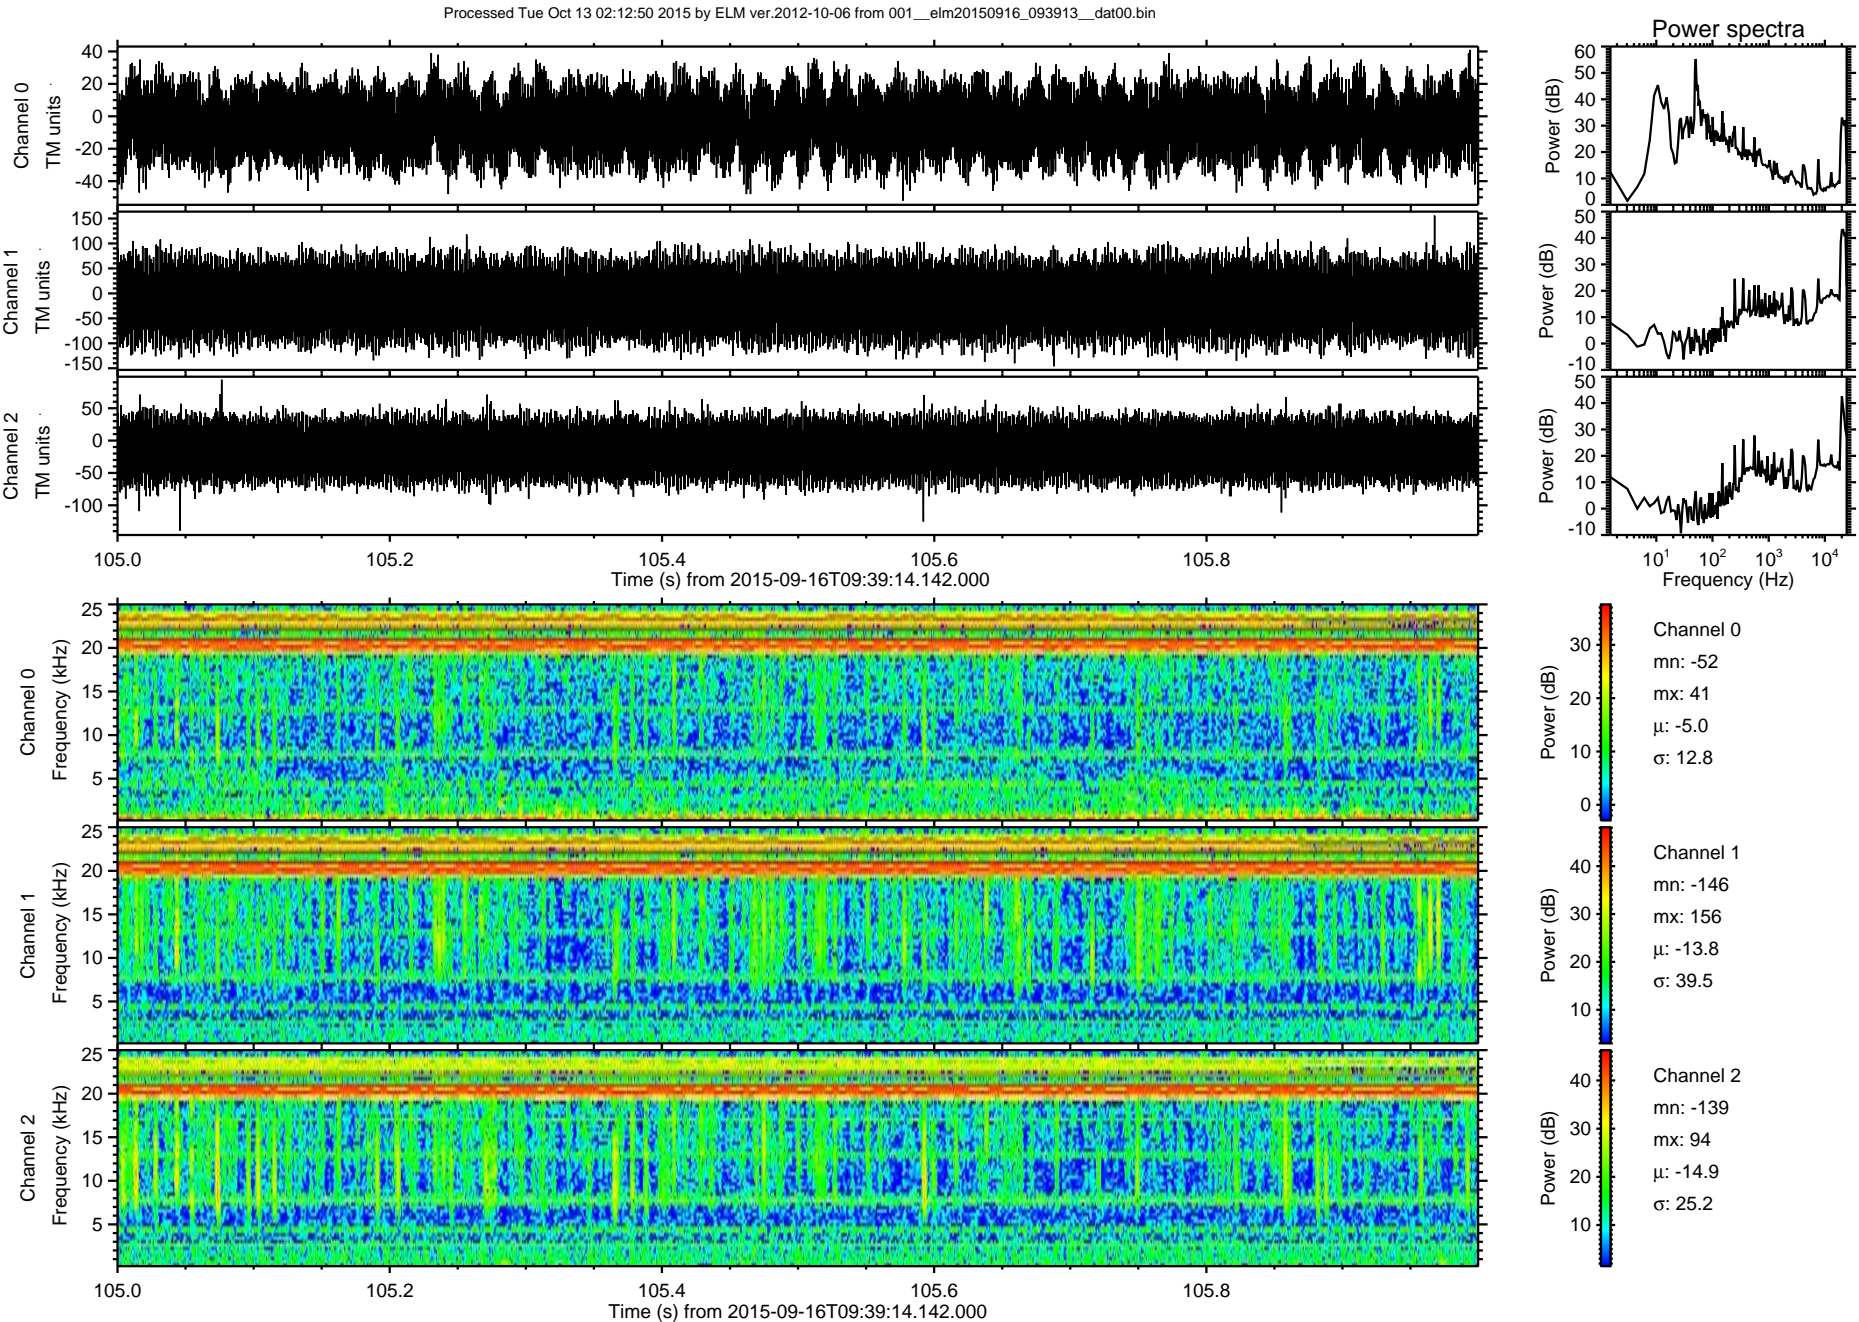 Processed Tue Oct 13 02:12:50 2015 by ELM ver.2012-10-06 from 001__elm20150916_093913__dat00.bin
Power spectra
Channel 0
TM units
40
20
0
-20
-40
Power (dB)
60
50
40
30
20
10
0
Channel 1
TM units
150
100
50
0
-50
-100
-150
Power (dB)
50
40
30
20
10
0
-10
Channel 2
TM units
50
0
-50
-100
Power (dB)
50
40
30
20
10
0
-10
105.0 105.2 105.4 105.6 105.8
Time (s) from 2015-09-16T09:39:14.142.000
10¹ 10² 10³ 10⁴
Frequency (Hz)
Channel 0
Frequency (kHz)
25
20
15
10
5
Power (dB)
30
20
10
0
Channel 0
mn: -52
mx: 41
μ: -5.0
σ: 12.8
Channel 1
Frequency (kHz)
25
20
15
10
5
Power (dB)
40
30
20
10
Channel 1
mn: -146
mx: 156
μ: -13.8
σ: 39.5
Channel 2
Frequency (kHz)
25
20
15
10
5
Power (dB)
40
30
20
10
Channel 2
mn: -139
mx: 94
μ: -14.9
σ: 25.2
105.0 105.2 105.4 105.6 105.8
Time (s) from 2015-09-16T09:39:14.142.000